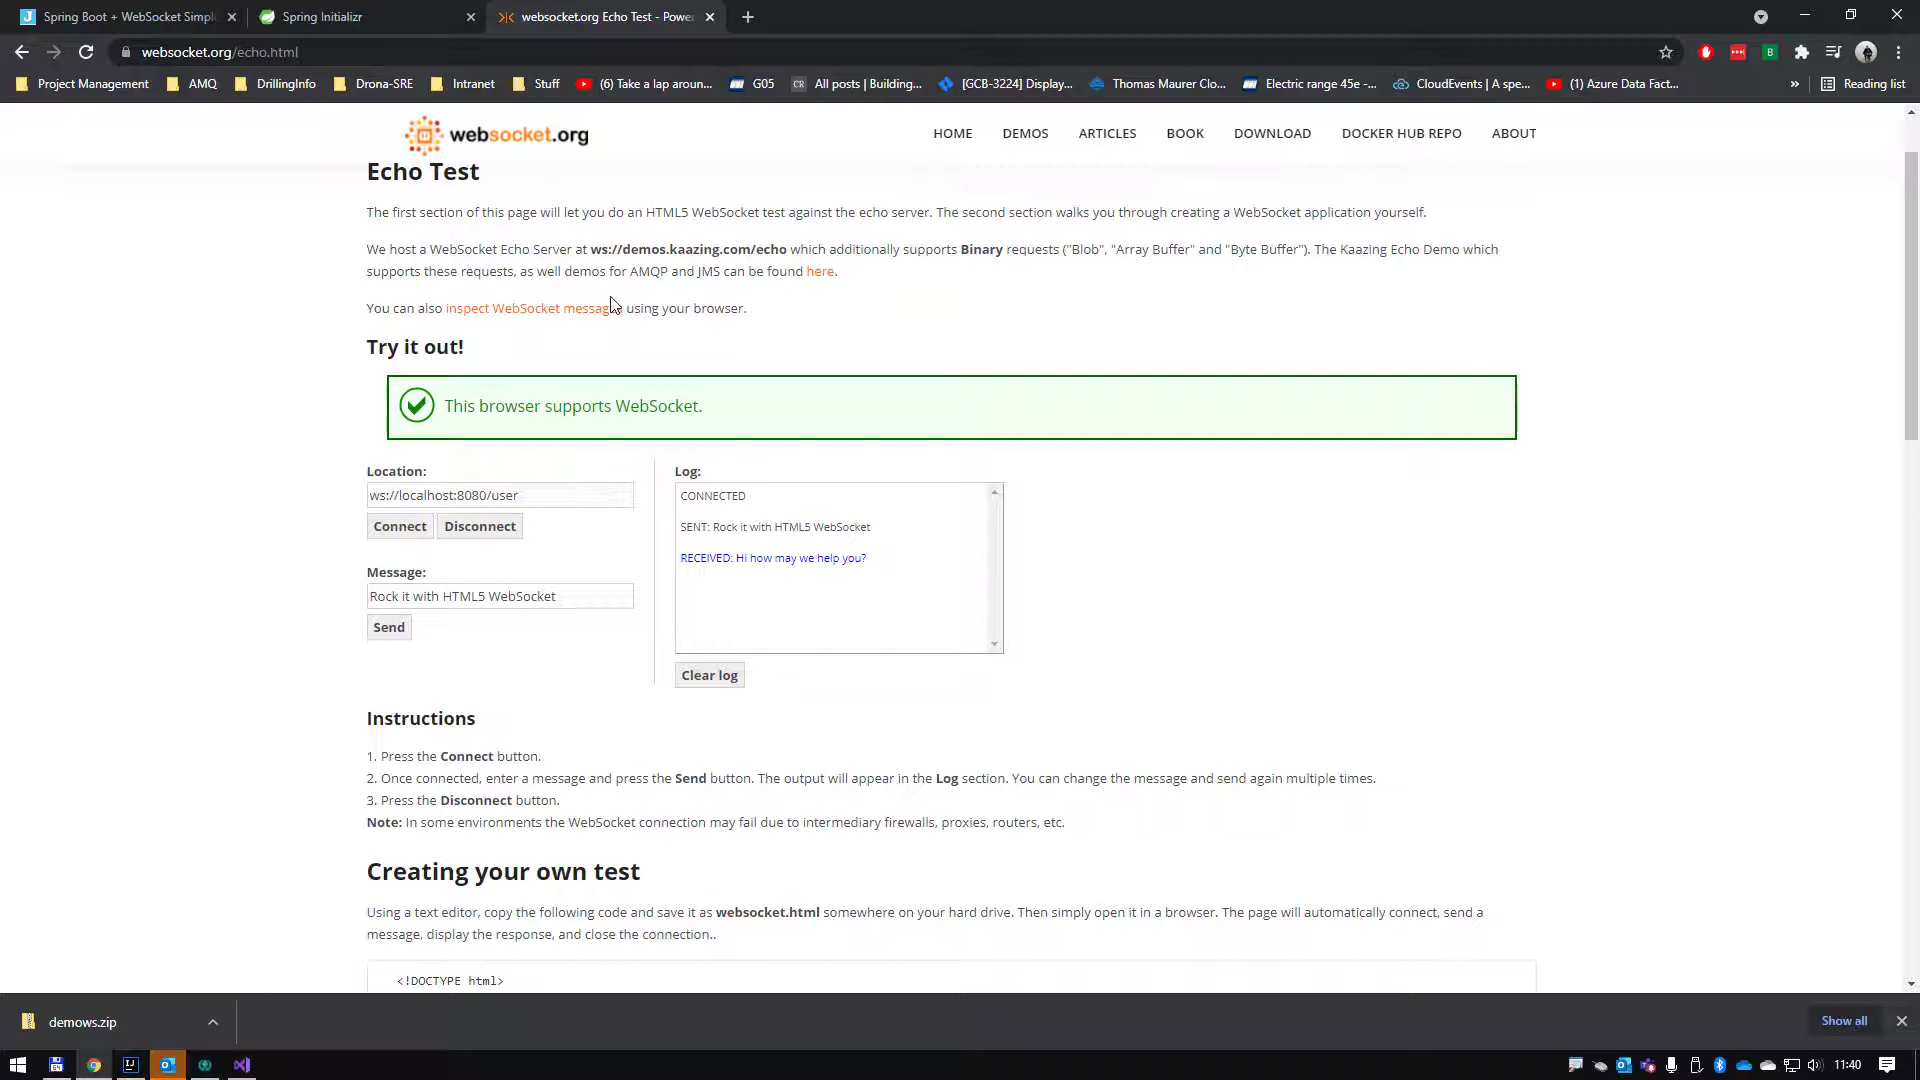 Spring Boot + WebSocket Simpl
Spring Initializr
websocket.org Echo Test - Power
websocket.org/echo.html
Project Management
AMQ
DrillingInfo
Drona-SRE
Intranet
Stuff
(6) Take a lap aroun...
G05
CR
All posts | Building...
[GCB-3224] Display...
Thomas Maurer Clo...
Electric range 45e -...
CloudEvents | A spe...
(1) Azure Data Fact...
»
Reading list
websocket.org
HOME
DEMOS
ARTICLES
BOOK
DOWNLOAD
DOCKER HUB REPO
ABOUT
Echo Test
The first section of this page will let you do an HTML5 WebSocket test against the echo server. The second section walks you through creating a WebSocket application yourself.
We host a WebSocket Echo Server at ws://demos.kaazing.com/echo which additionally supports Binary requests ("Blob", "Array Buffer" and "Byte Buffer"). The Kaazing Echo Demo which
supports these requests, as well demos for AMQP and JMS can be found here.
You can also inspect WebSocket messages using your browser.
Try it out!
This browser supports WebSocket.
Location:
ws://localhost:8080/user
Connect
Disconnect
Message:
Rock it with HTML5 WebSocket
Send
Log:
CONNECTED
SENT: Rock it with HTML5 WebSocket
RECEIVED: Hi how may we help you?
Clear log
Instructions
1. Press the Connect button.
2. Once connected, enter a message and press the Send button. The output will appear in the Log section. You can change the message and send again multiple times.
3. Press the Disconnect button.
Note: In some environments the WebSocket connection may fail due to intermediary firewalls, proxies, routers, etc.
Creating your own test
Using a text editor, copy the following code and save it as websocket.html somewhere on your hard drive. Then simply open it in a browser. The page will automatically connect, send a
message, display the response, and close the connection..
<!DOCTYPE html>
demows.zip
Show all
11:40